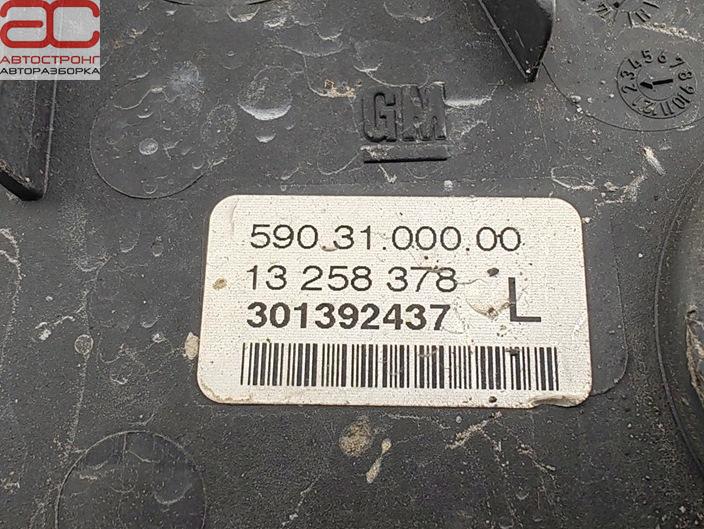 АС
АВТОСТРОНГ
АВТОРАЗБОРКА
GM
590.31.000.00
13 258 378
L
301392437